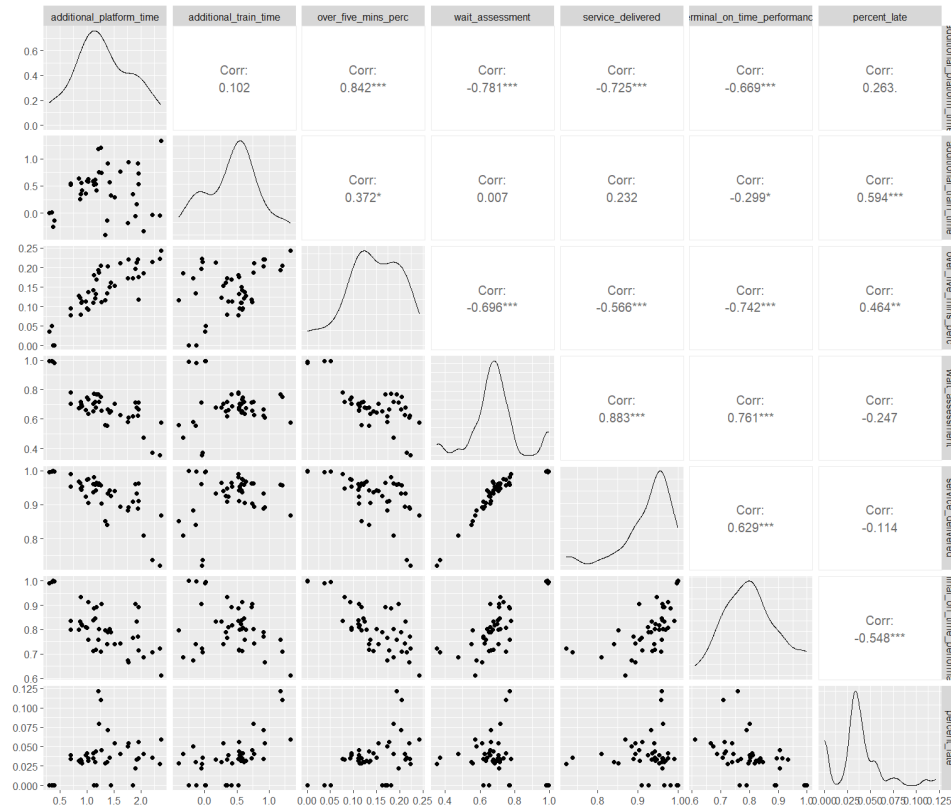 additional_platform_time additional_train_time over_five_mins_perc wait_assessment service_delivered erminal_on_time_performanc percent_late
0.6
0.4
0.2
0.0
Corr:
0.102
Corr:
0.842***
Corr:
-0.781***
Corr:
-0.725***
Corr:
-0.669***
Corr:
0.263.
1.0
0.5
0.0
Corr:
0.372*
Corr:
0.007
Corr:
0.232
Corr:
-0.299*
Corr:
0.594***
0.25
0.20
0.15
0.10
0.05
0.00
Corr:
-0.696***
Corr:
-0.566***
Corr:
-0.742***
Corr:
0.464**
1.0
0.8
0.6
0.4
Corr:
0.883***
Corr:
0.761***
Corr:
-0.247
1.0
0.9
0.8
Corr:
0.629***
Corr:
-0.114
1.0
0.9
0.8
0.7
0.6
Corr:
-0.548***
0.125
0.100
0.075
0.050
0.025
0.000
0.5 1.0 1.5 2.0
0.0 0.5 1.0
0.00 0.05 0.10 0.15 0.20 0.25
0.4 0.6 0.8 1.0
0.8 0.9 1.0
0.6 0.7 0.8 0.9 1.0
0.000 0.025 0.050 0.075 0.100 0.125